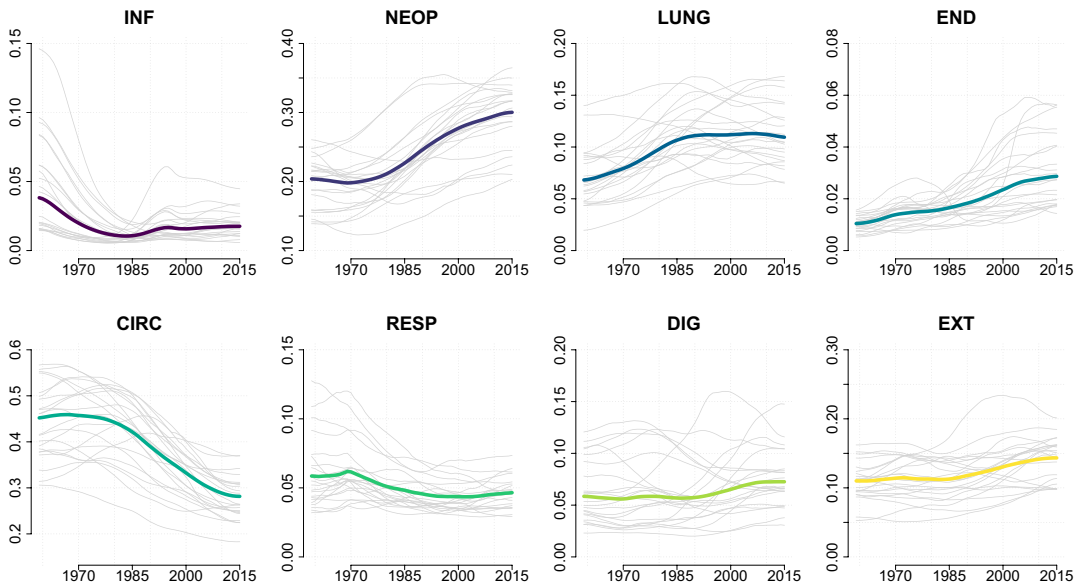 INF NEOP LUNG END
0.15 0.40 0.20 0.08
0.10 0.30 0.15 0.06
0.05 0.20 0.10 0.04
0.00 0.10 0.05 0.02
0.00 0.00
1970 1985 2000 2015 1970 1985 2000 2015 1970 1985 2000 2015 1970 1985 2000 2015
CIRC RESP DIG EXT
0.6 0.15 0.20 0.30
0.5 0.10 0.15 0.20
0.4 0.05 0.10 0.10
0.3 0.00 0.05 0.00
0.2 0.00
1970 1985 2000 2015 1970 1985 2000 2015 1970 1985 2000 2015 1970 1985 2000 2015